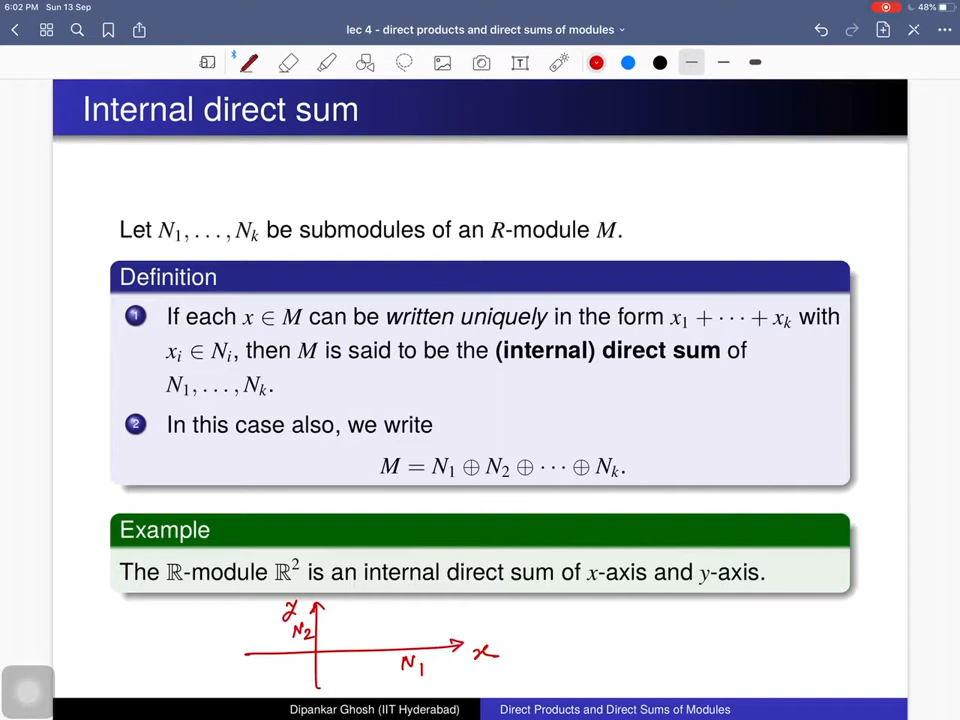 6:02 PM Sun 13 Sep
48%
lec 4 - direct products and direct sums of modules
Internal direct sum
Let N₁, . . . , Nₖ be submodules of an R-module M.
Definition
1 If each x ∈ M can be written uniquely in the form x₁ + · · · + xₖ with
xᵢ ∈ Nᵢ, then M is said to be the (internal) direct sum of
N₁, . . . , Nₖ.
2 In this case also, we write
M = N₁ ⊕ N₂ ⊕ · · · ⊕ Nₖ.
Example
The ℝ-module ℝ² is an internal direct sum of x-axis and y-axis.
y
N₂
x
N₁
Dipankar Ghosh (IIT Hyderabad)
Direct Products and Direct Sums of Modules